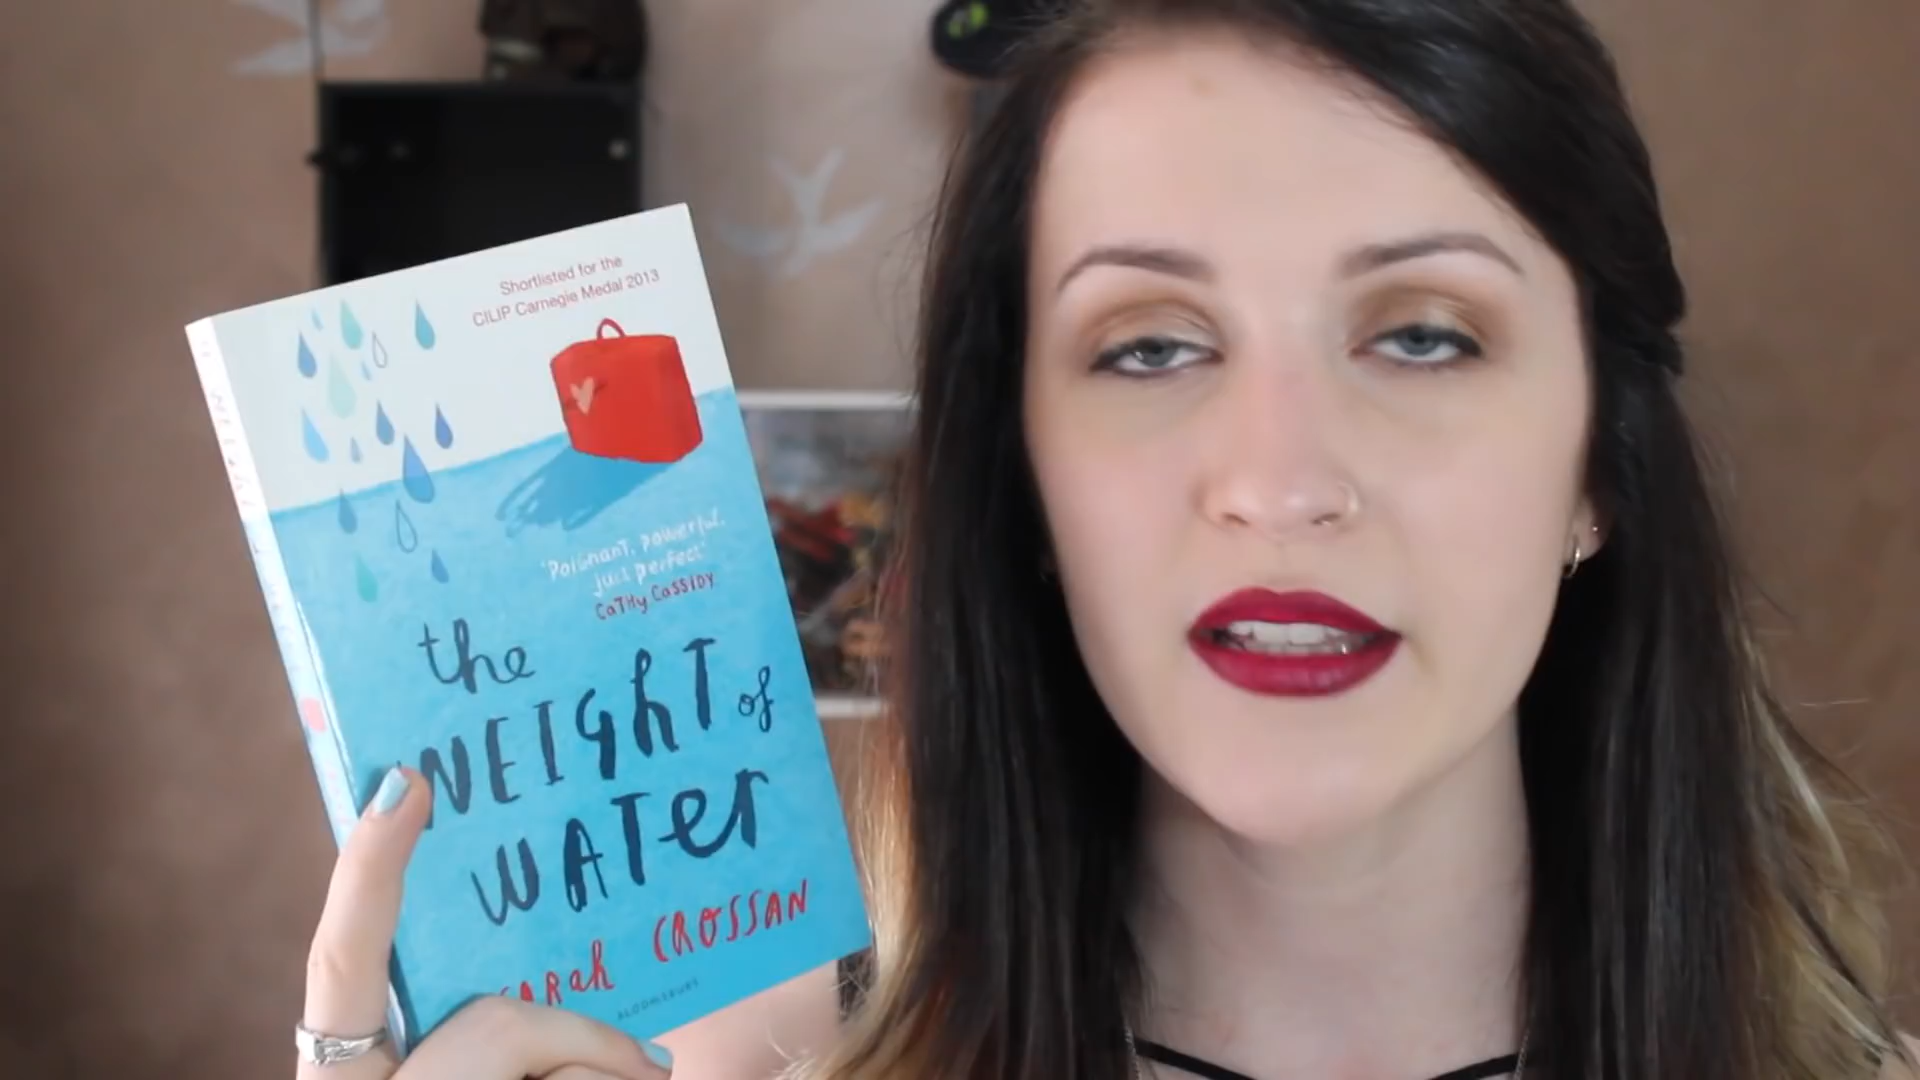 Shortlisted for the
CILIP Carnegie Medal 2013
'Poignant, powerful,
just perfect'
CaTHy CaSSiDy
the
WEIGhT of
WATer
SARah CROSSAN
BLOOMSBURY